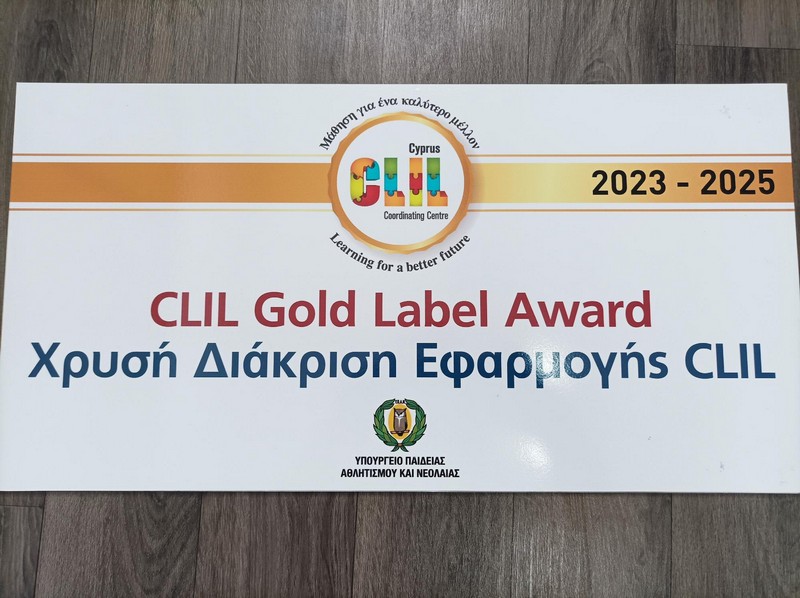 Μάθηση για ένα καλύτερο μέλλον
Cyprus
CLIL
Coordinating Centre
Learning for a better future
2023 - 2025
CLIL Gold Label Award
Χρυσή Διάκριση Εφαρμογής CLIL
ΥΠΟΥΡΓΕΙΟ ΠΑΙΔΕΙΑΣ
ΑΘΛΗΤΙΣΜΟΥ ΚΑΙ ΝΕΟΛΑΙΑΣ